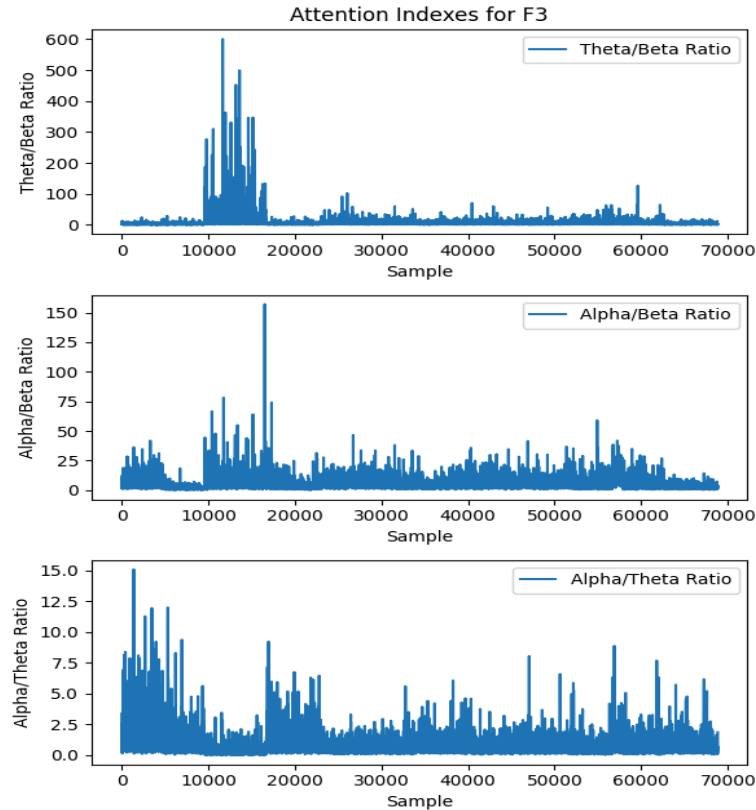 Attention Indexes for F3
600
500
400
300
200
100
0
Theta/Beta Ratio
Theta/Beta Ratio
0 10000 20000 30000 40000 50000 60000 70000
Sample
150
125
100
75
50
25
0
Alpha/Beta Ratio
Alpha/Beta Ratio
0 10000 20000 30000 40000 50000 60000 70000
Sample
15.0
12.5
10.0
7.5
5.0
2.5
0.0
Alpha/Theta Ratio
Alpha/Theta Ratio
0 10000 20000 30000 40000 50000 60000 70000
Sample